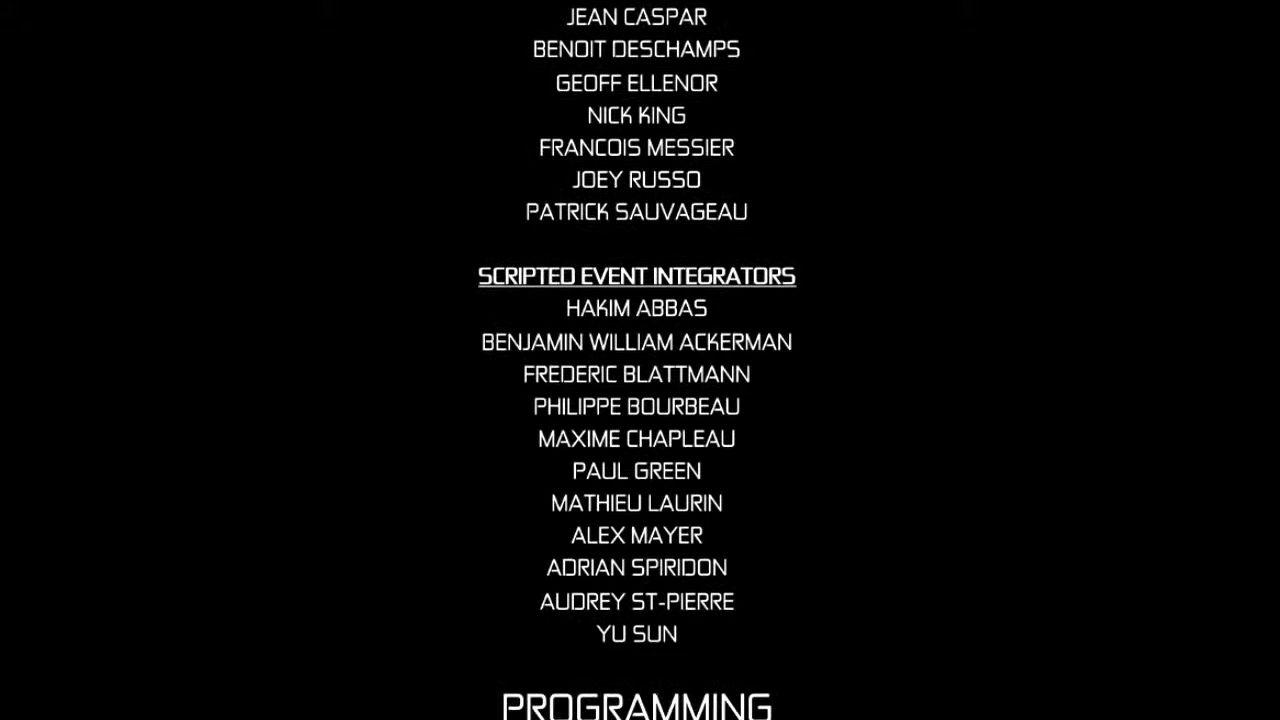 JEAN CASPAR
BENOIT DESCHAMPS
GEOFF ELLENOR
NICK KING
FRANCOIS MESSIER
JOEY RUSSO
PATRICK SAUVAGEAU
SCRIPTED EVENT INTEGRATORS
HAKIM ABBAS
BENJAMIN WILLIAM ACKERMAN
FREDERIC BLATTMANN
PHILIPPE BOURBEAU
MAXIME CHAPLEAU
PAUL GREEN
MATHIEU LAURIN
ALEX MAYER
ADRIAN SPIRIDON
AUDREY ST-PIERRE
YU SUN
PROGRAMMING